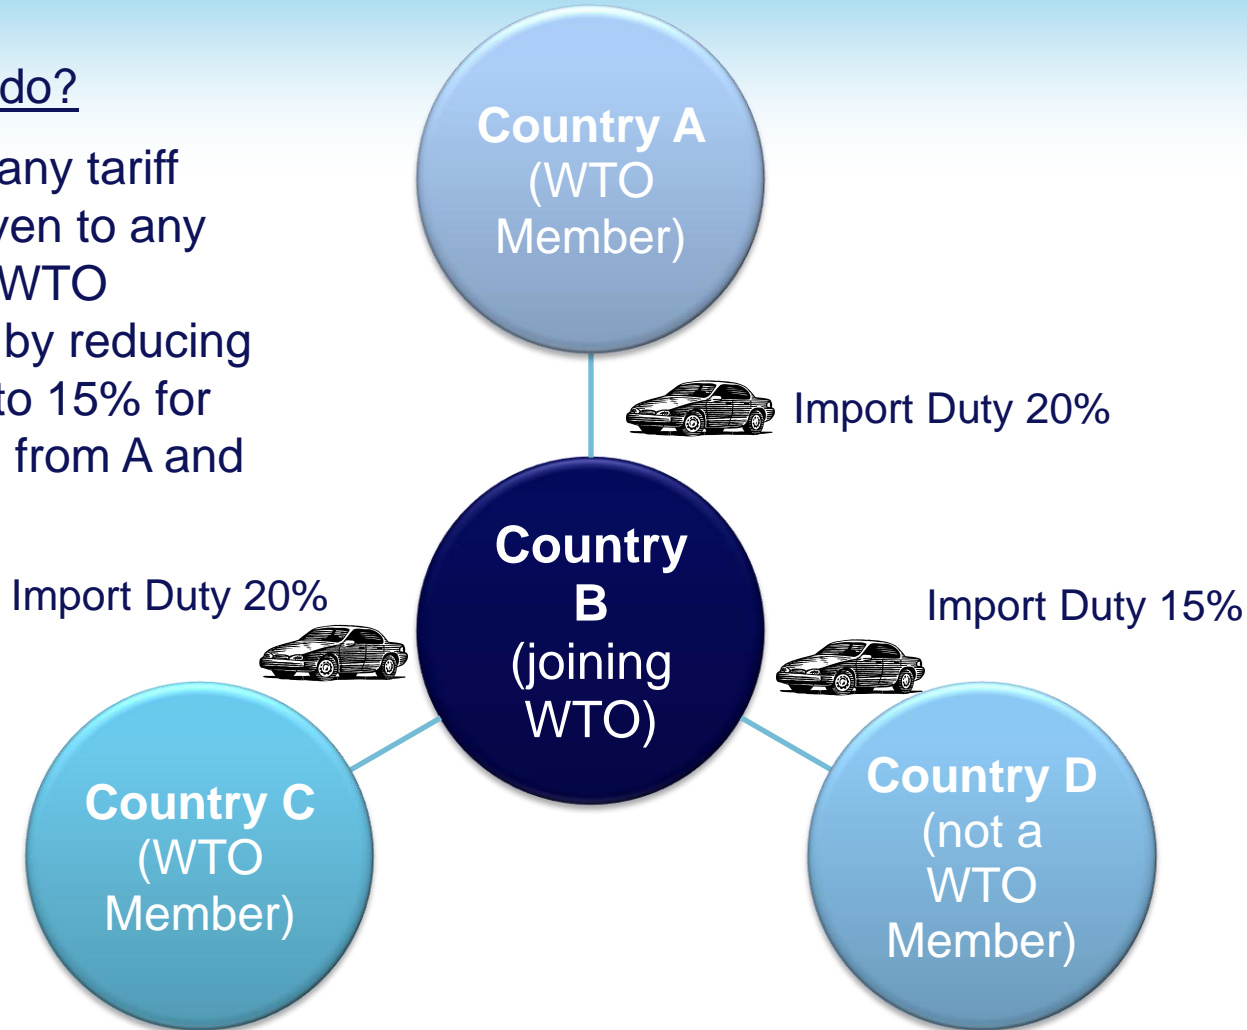 do?
any tariff
ven to any
WTO
by reducing
to 15% for
from A and
Country A
(WTO
Member)
Import Duty 20%
Country
B
(joining
WTO)
Import Duty 20%
Import Duty 15%
Country C
(WTO
Member)
Country D
(not a
WTO
Member)